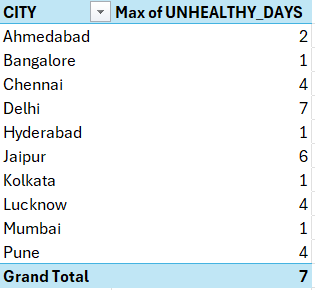 CITY Max of UNHEALTHY_DAYS
Ahmedabad 2
Bangalore 1
Chennai 4
Delhi 7
Hyderabad 1
Jaipur 6
Kolkata 1
Lucknow 4
Mumbai 1
Pune 4
Grand Total 7